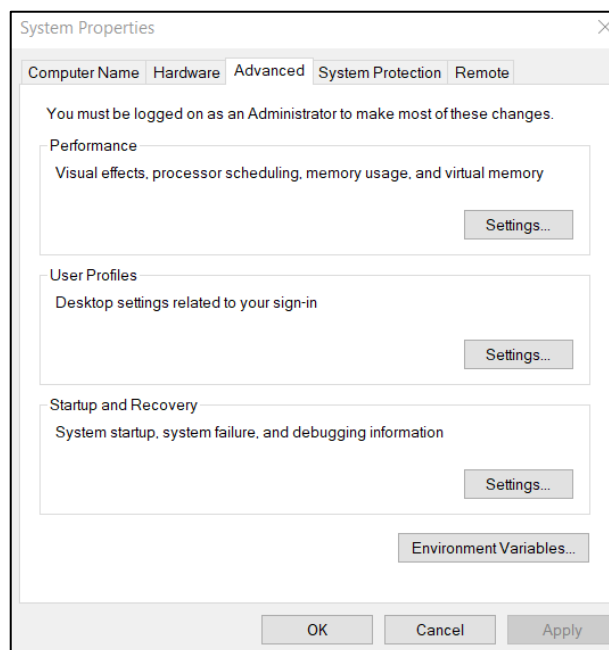 System Properties
Computer Name Hardware Advanced System Protection Remote
You must be logged on as an Administrator to make most of these changes.
Performance
Visual effects, processor scheduling, memory usage, and virtual memory
Settings...
User Profiles
Desktop settings related to your sign-in
Settings...
Startup and Recovery
System startup, system failure, and debugging information
Settings...
Environment Variables...
OK Cancel Apply